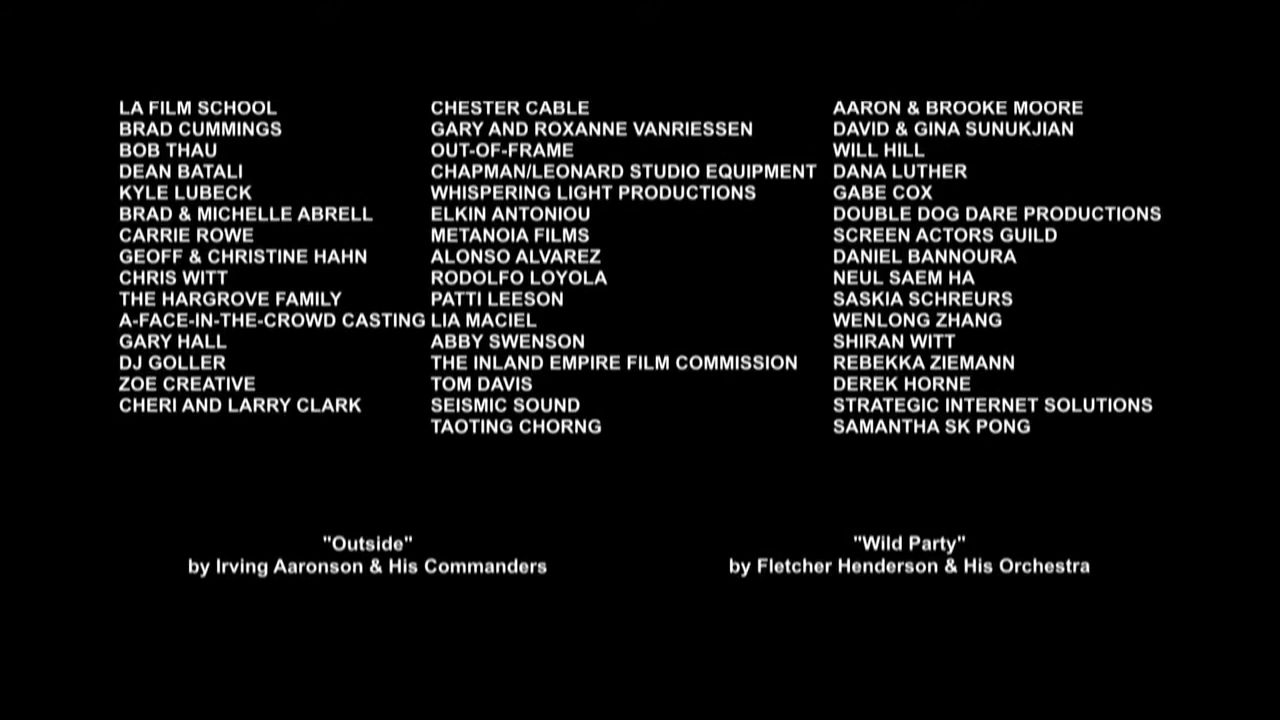 LA FILM SCHOOL
BRAD CUMMINGS
BOB THAU
DEAN BATALI
KYLE LUBECK
BRAD & MICHELLE ABRELL
CARRIE ROWE
GEOFF & CHRISTINE HAHN
CHRIS WITT
THE HARGROVE FAMILY
A-FACE-IN-THE-CROWD CASTING
GARY HALL
DJ GOLLER
ZOE CREATIVE
CHERI AND LARRY CLARK
CHESTER CABLE
GARY AND ROXANNE VANRIESSEN
OUT-OF-FRAME
CHAPMAN/LEONARD STUDIO EQUIPMENT
WHISPERING LIGHT PRODUCTIONS
ELKIN ANTONIOU
METANOIA FILMS
ALONSO ALVAREZ
RODOLFO LOYOLA
PATTI LEESON
LIA MACIEL
ABBY SWENSON
THE INLAND EMPIRE FILM COMMISSION
TOM DAVIS
SEISMIC SOUND
TAOTING CHORNG
AARON & BROOKE MOORE
DAVID & GINA SUNUKJIAN
WILL HILL
DANA LUTHER
GABE COX
DOUBLE DOG DARE PRODUCTIONS
SCREEN ACTORS GUILD
DANIEL BANNOURA
NEUL SAEM HA
SASKIA SCHREURS
WENLONG ZHANG
SHIRAN WITT
REBEKKA ZIEMANN
DEREK HORNE
STRATEGIC INTERNET SOLUTIONS
SAMANTHA SK PONG
"Outside"
by Irving Aaronson & His Commanders
"Wild Party"
by Fletcher Henderson & His Orchestra